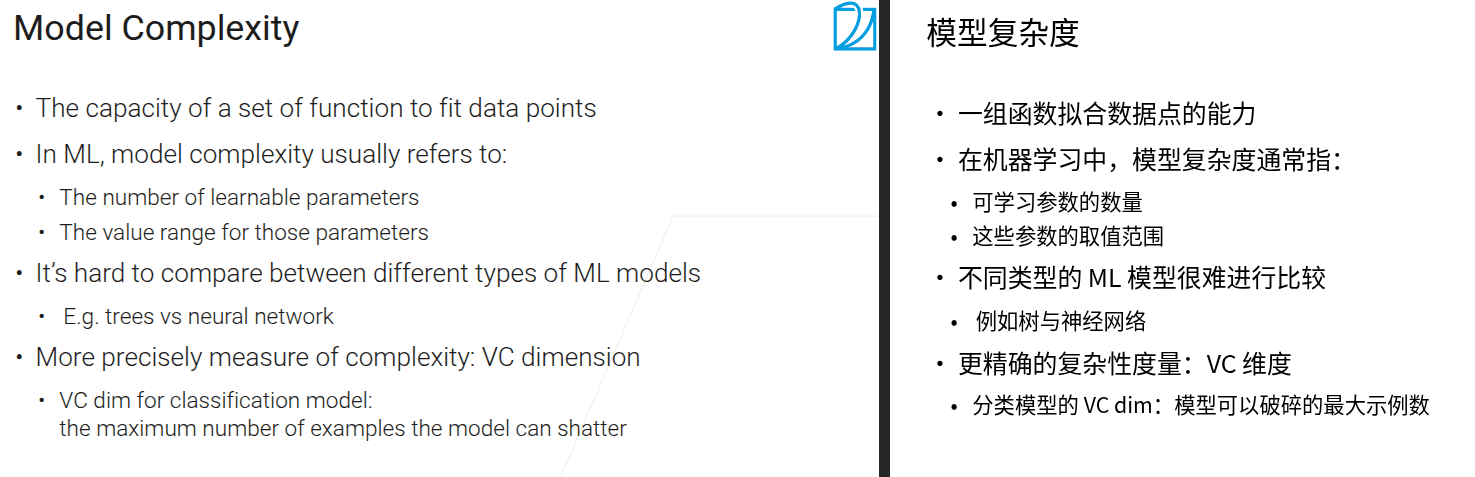 Model Complexity
• The capacity of a set of function to fit data points
• In ML, model complexity usually refers to:
• The number of learnable parameters
• The value range for those parameters
• It's hard to compare between different types of ML models
• E.g. trees vs neural network
• More precisely measure of complexity: VC dimension
• VC dim for classification model:
the maximum number of examples the model can shatter
模型复杂度
• 一组函数拟合数据点的能力
• 在机器学习中，模型复杂度通常指：
• 可学习参数的数量
• 这些参数的取值范围
• 不同类型的 ML 模型很难进行比较
• 例如树与神经网络
• 更精确的复杂性度量：VC 维度
• 分类模型的 VC dim：模型可以破碎的最大示例数